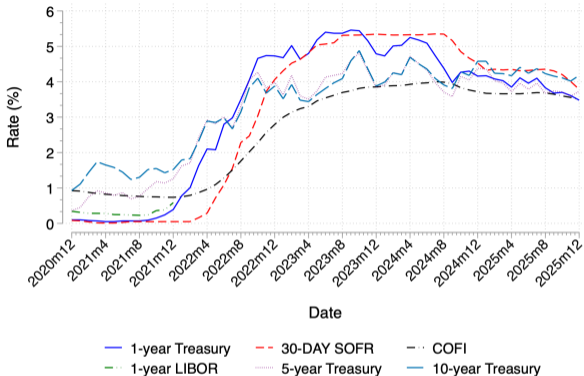 6
5
4
3
2
1
0
Rate (%)
2020m12
2021m4
2021m8
2021m12
2022m4
2022m8
2022m12
2023m4
2023m8
2023m12
2024m4
2024m8
2024m12
2025m4
2025m8
2025m12
Date
1-year Treasury 30-DAY SOFR COFI
1-year LIBOR 5-year Treasury 10-year Treasury